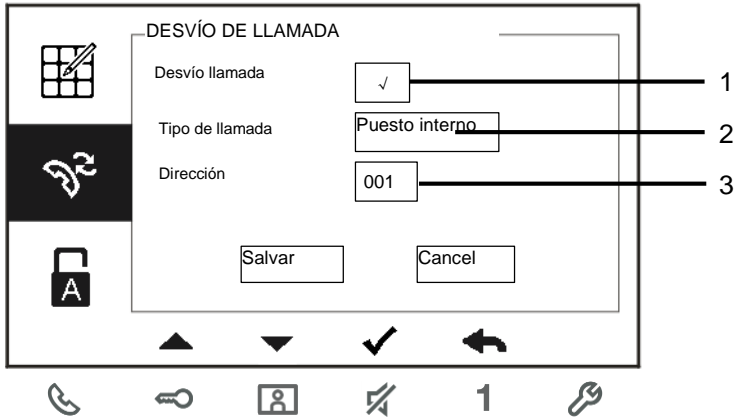 DESVÍO DE LLAMADA
Desvío llamada √ 1
Tipo de llamada Puesto interno 2
Dirección 001 3
Salvar Cancel
A
1